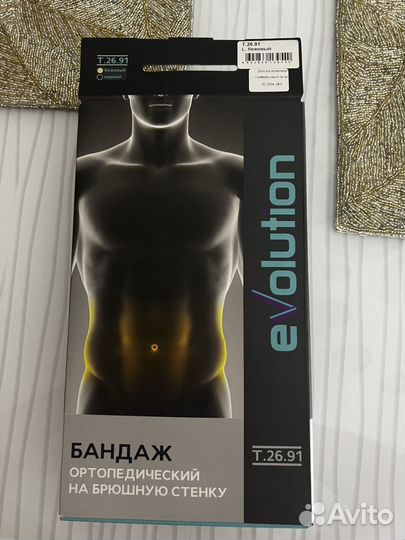 T.26.91
бежевый
черный
T.26.91
L, бежевый
evolution
БАНДАЖ
ОРТОПЕДИЧЕСКИЙ
НА БРЮШНУЮ СТЕНКУ
T.26.91
Avito